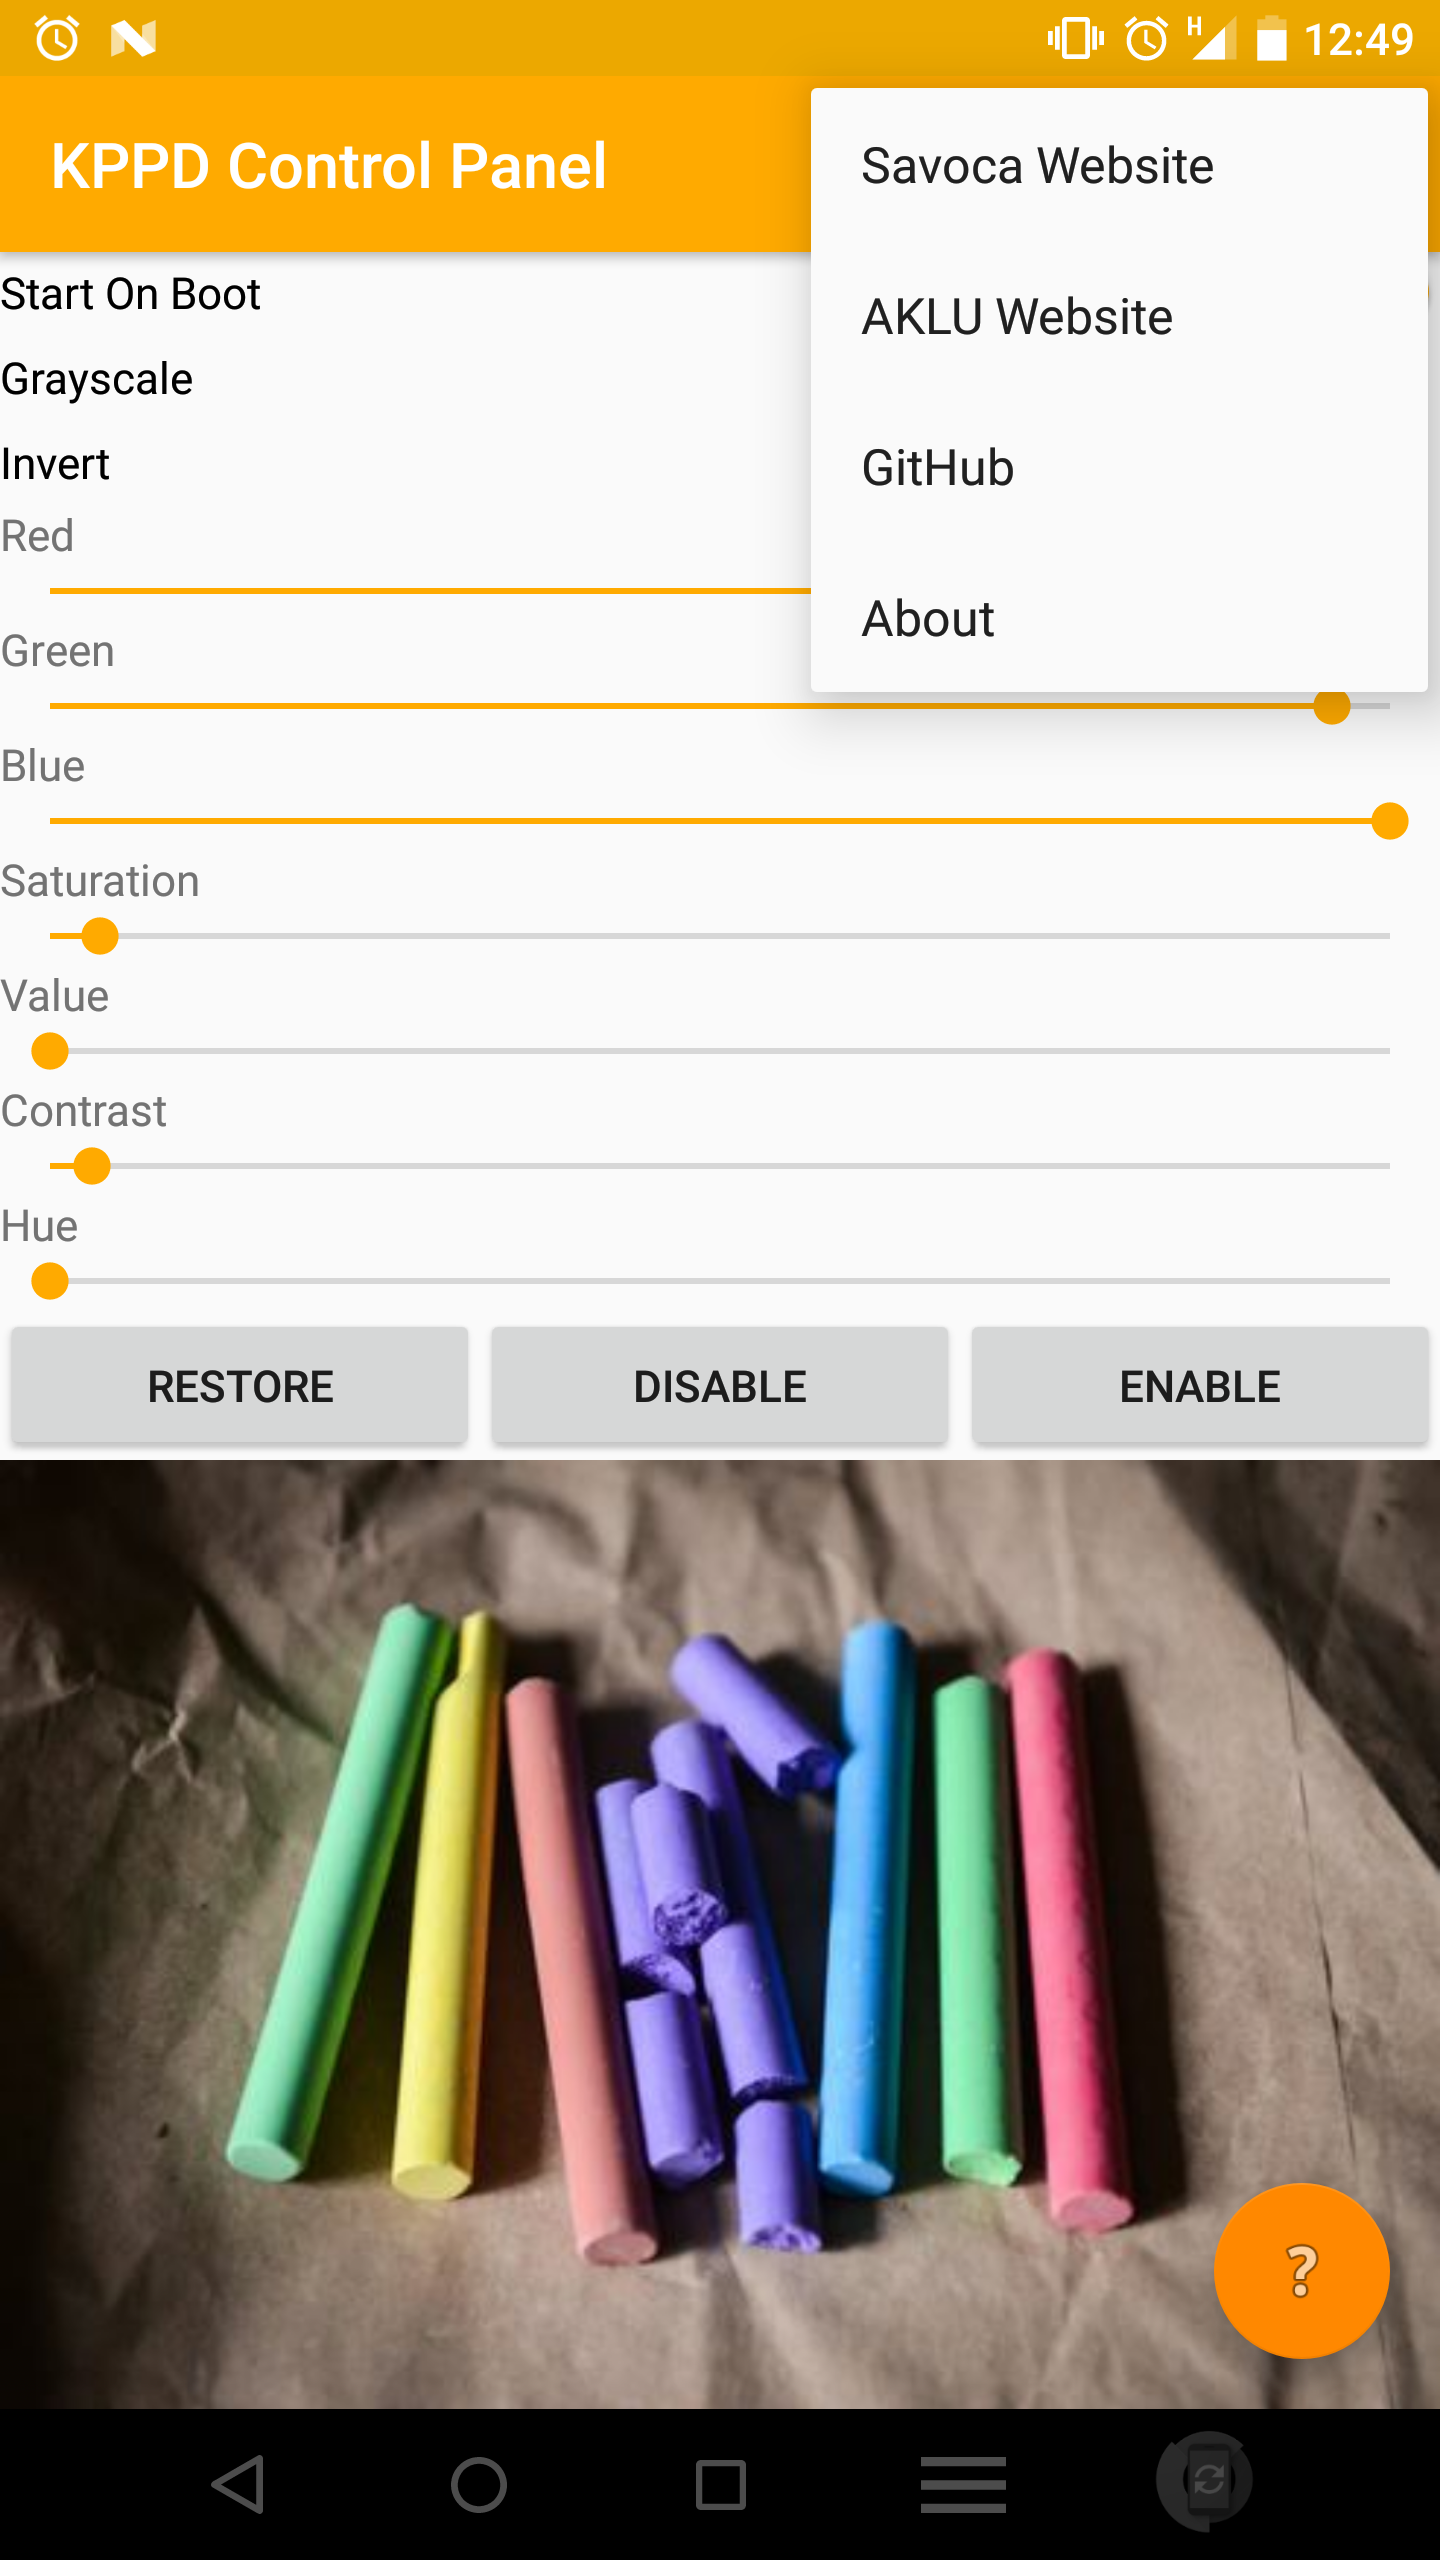 H 12:49
KPPD Control Panel
Savoca Website
AKLU Website
GitHub
About
Start On Boot
Grayscale
Invert
Red
Green
Blue
Saturation
Value
Contrast
Hue
RESTORE DISABLE ENABLE
?